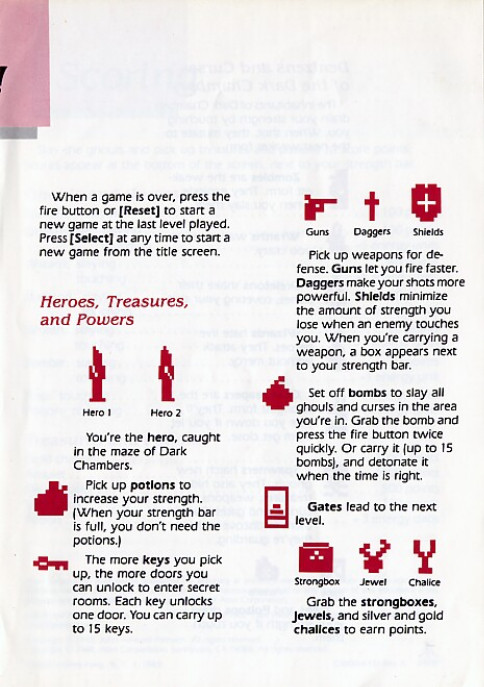 !
When a game is over, press the
fire button or [Reset] to start a
new game at the last level played.
Press [Select] at any time to start a
new game from the title screen.
Heroes, Treasures,
and Powers
Hero 1 Hero 2
You're the hero, caught
in the maze of Dark
Chambers.
Pick up potions to
increase your strength.
(When your strength bar
is full, you don't need the
potions.)
The more keys you pick
up, the more doors you
can unlock to enter secret
rooms. Each key unlocks
one door. You can carry up
to 15 keys.
Guns Daggers Shields
Pick up weapons for de-
fense. Guns let you fire faster.
Daggers make your shots more
powerful. Shields minimize
the amount of strength you
lose when an enemy touches
you. When you're carrying a
weapon, a box appears next
to your strength bar.
Set off bombs to slay all
ghouls and curses in the area
you're in. Grab the bomb and
press the fire button twice
quickly. Or carry it (up to 15
bombs), and detonate it
when the time is right.
Gates lead to the next
level.
Strongbox Jewel Chalice
Grab the strongboxes,
jewels, and silver and gold
chalices to earn points.